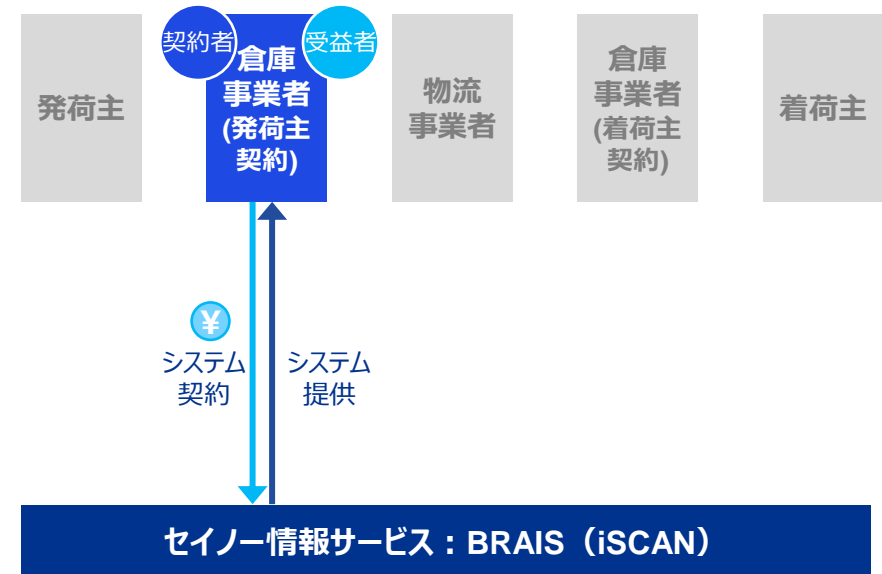 契約者
受益者
発荷主
倉庫
事業者
(発荷主
契約)
物流
事業者
倉庫
事業者
(着荷主
契約)
着荷主
¥
システム
契約
システム
提供
セイノー情報サービス：BRAIS（iSCAN）